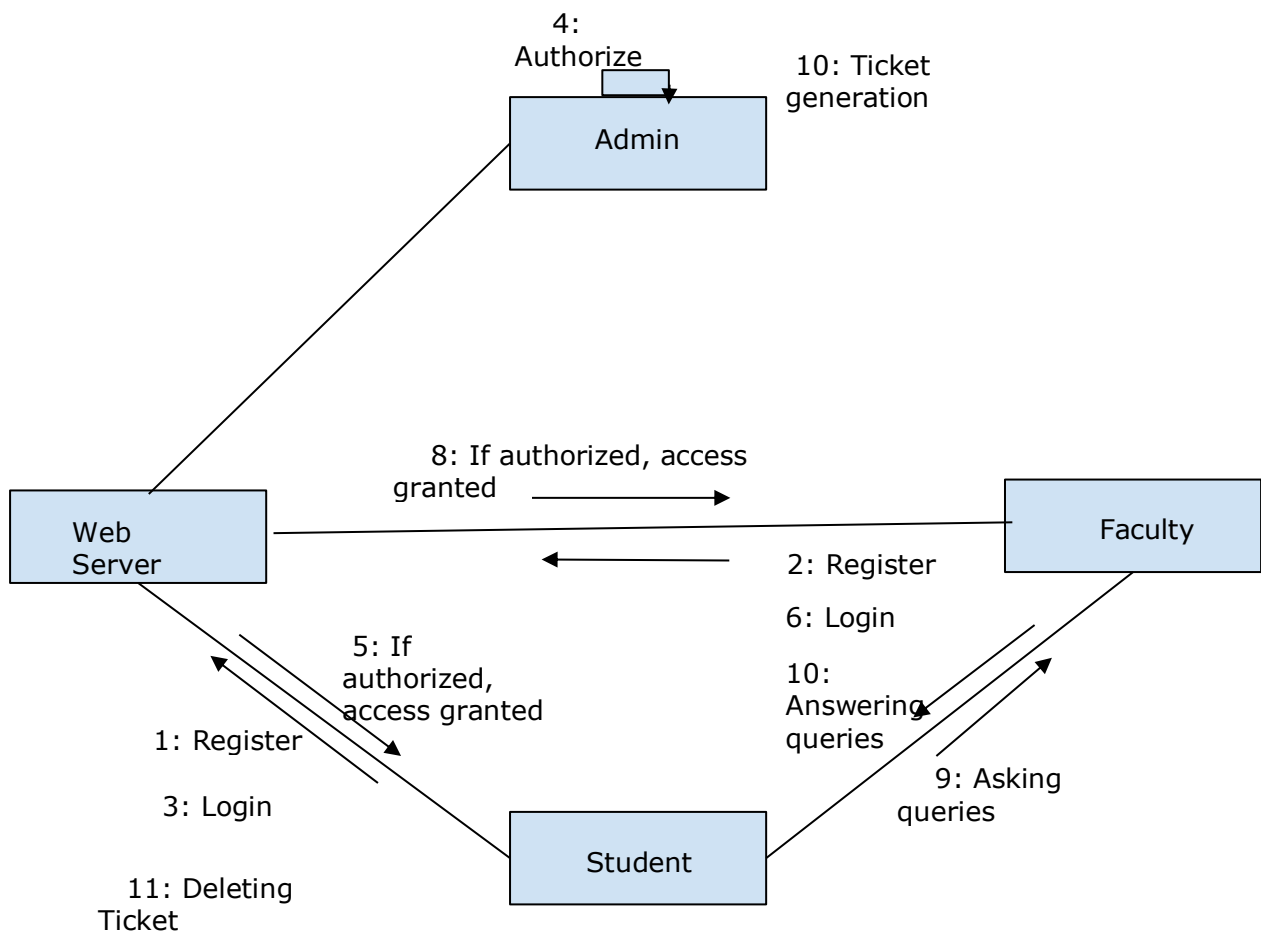 4:
Authorize
10: Ticket
generation
Admin
8: If authorized, access
granted
Web
Server
Faculty
2: Register
6: Login
10:
Answering
queries
5: If
authorized,
access granted
1: Register
3: Login
9: Asking
queries
Student
11: Deleting
Ticket